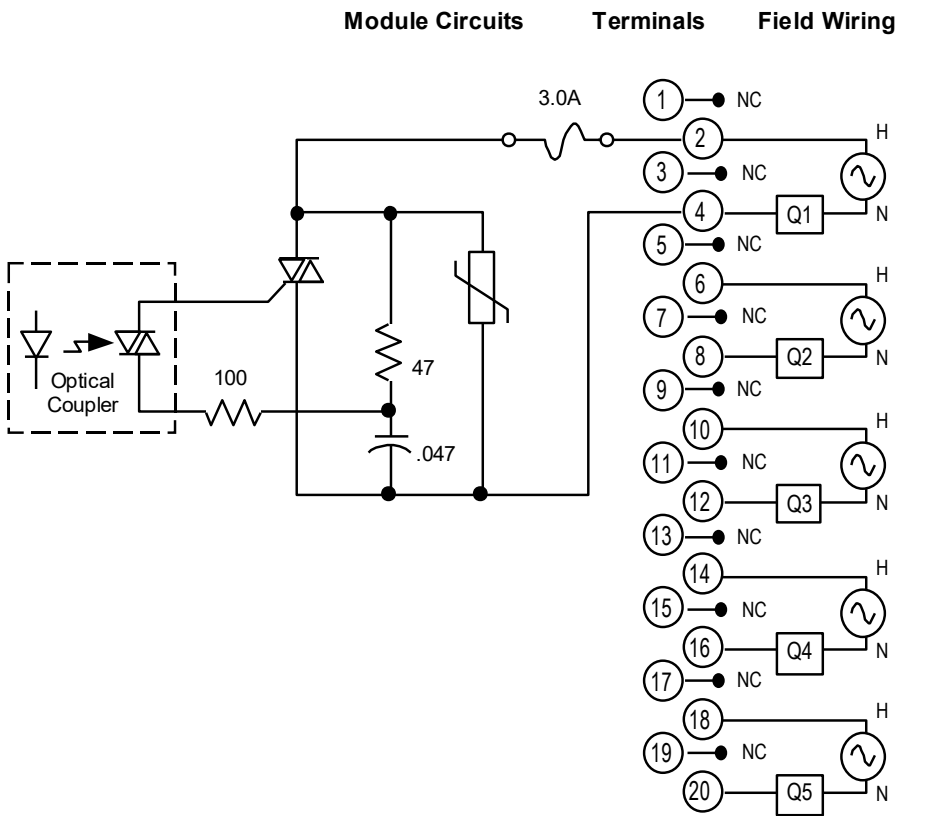 Module Circuits Terminals Field Wiring
3.0A
1 NC
2 H
3 NC
4 Q1 N
5 NC
6 H
7 NC
8 Q2 N
9 NC
10 H
11 NC
12 Q3 N
13 NC
14 H
15 NC
16 Q4 N
17 NC
18 H
19 NC
20 Q5 N
Optical
Coupler
100
47
.047